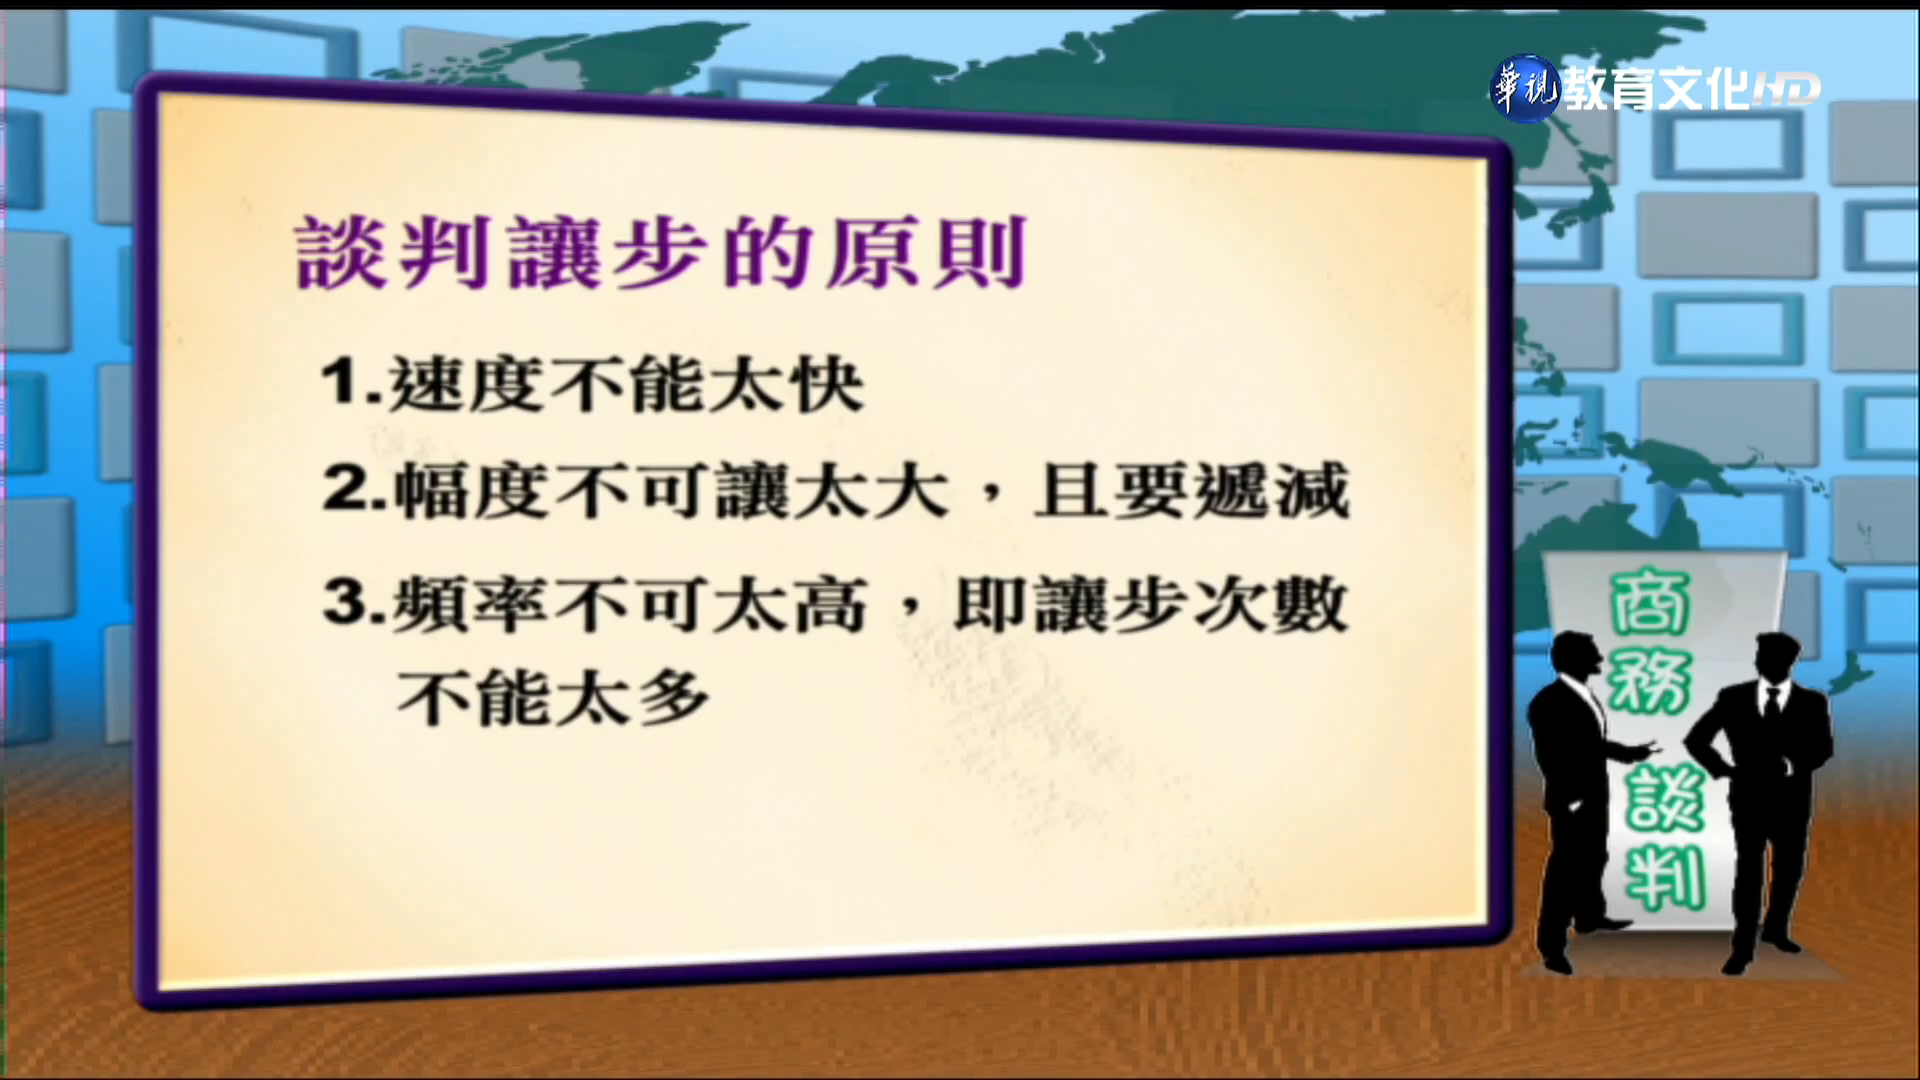 華視 教育文化HD
談判讓步的原則
1.速度不能太快
2.幅度不可讓太大，且要遞減
3.頻率不可太高，即讓步次數
不能太多
商務談判